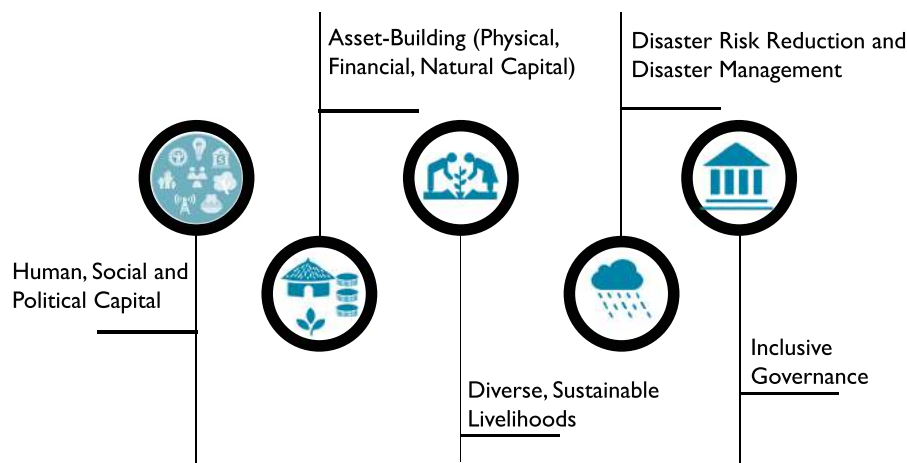 Human, Social and
Political Capital
Asset-Building (Physical,
Financial, Natural Capital)
Diverse, Sustainable
Livelihoods
Disaster Risk Reduction and
Disaster Management
Inclusive
Governance